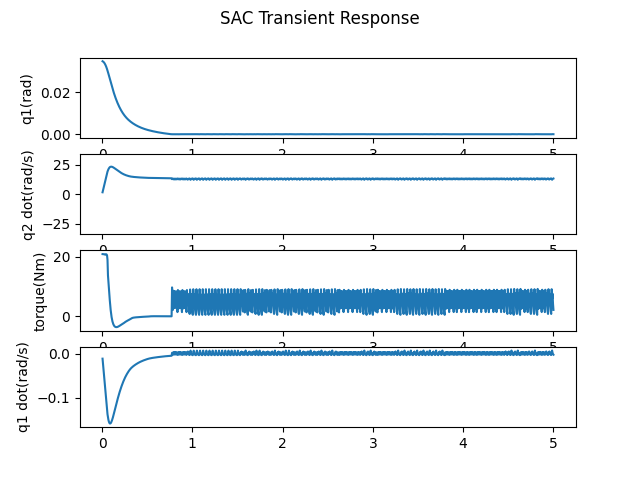 SAC Transient Response
q1(rad)
0.02
0.00
0 1 2 3 4 5
q2 dot(rad/s)
25
0
−25
0 1 2 3 4 5
torque(Nm)
20
0
0 1 2 3 4 5
q1 dot(rad/s)
0.0
−0.1
0 1 2 3 4 5